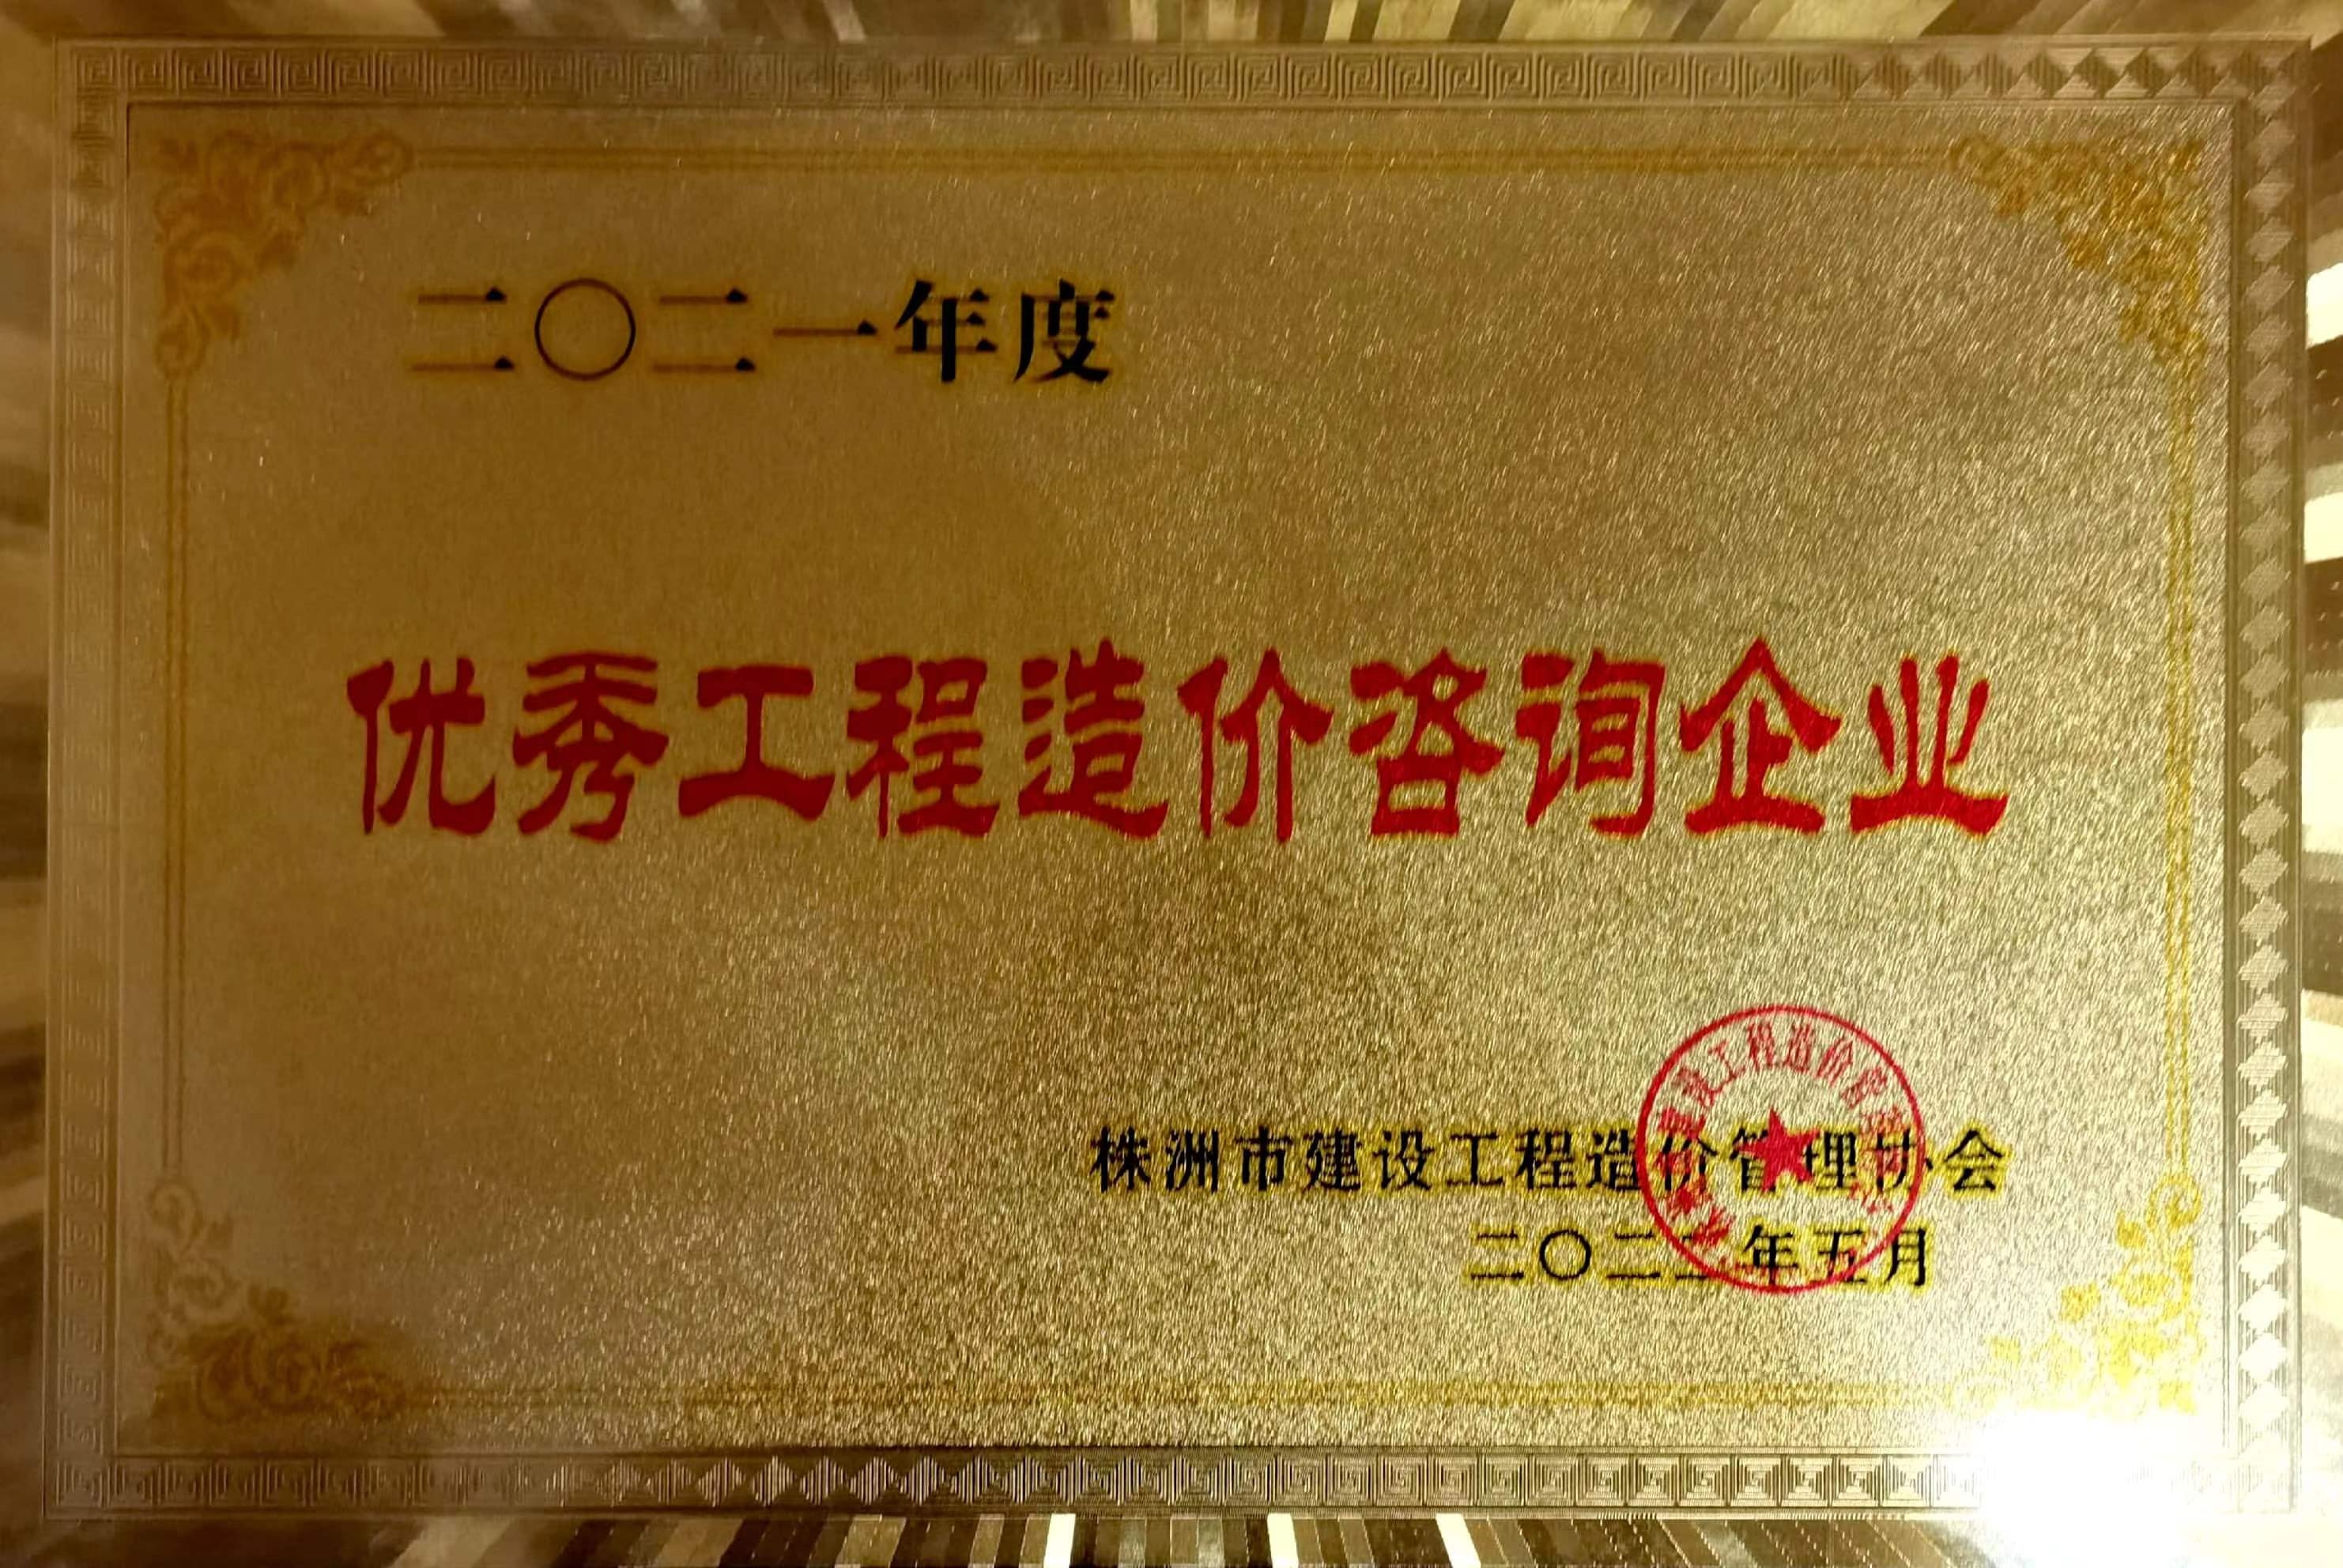 二〇二一年度
优秀工程造价咨询企业
株洲市建设工程造价管理协会
二〇二二年五月